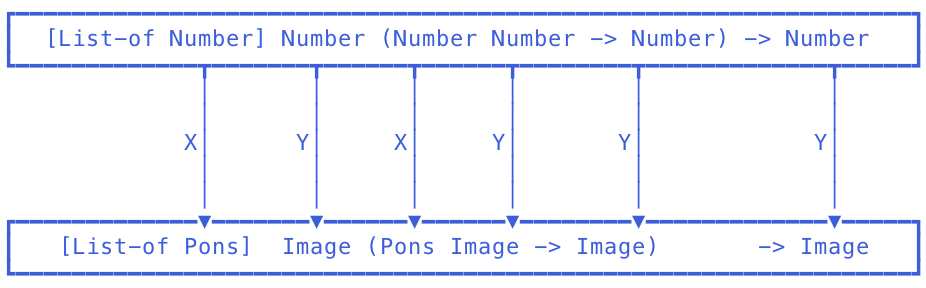 [List-of Number] Number (Number Number -> Number) -> Number
X Y X Y Y Y
[List-of Pons] Image (Pons Image -> Image) -> Image